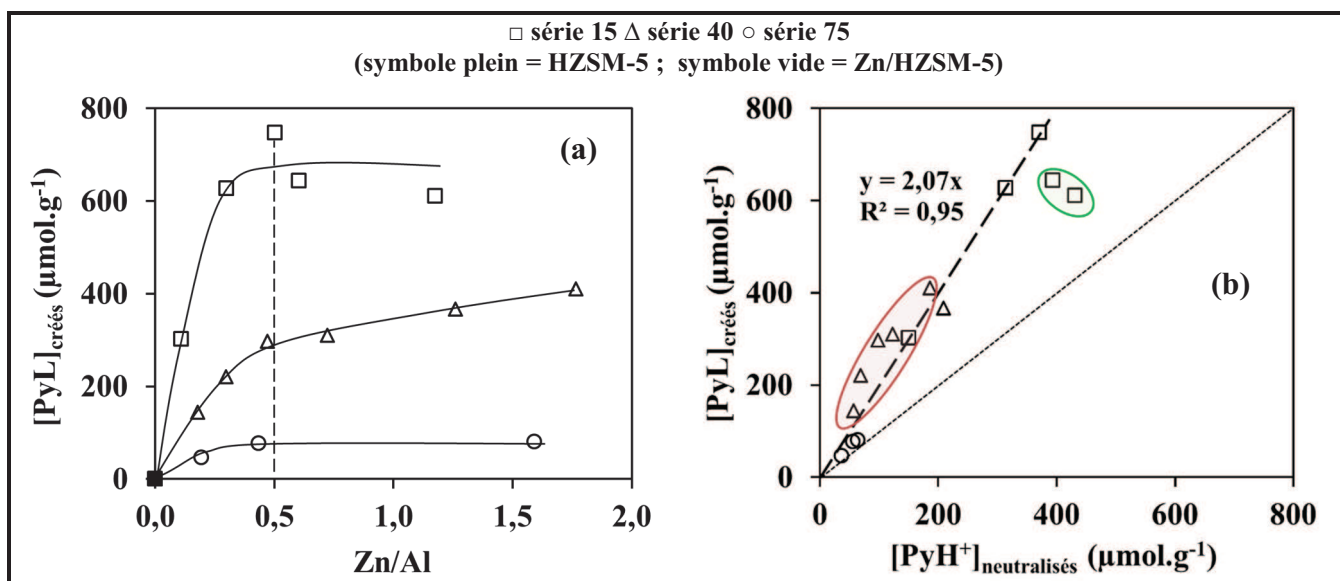 □ série 15 Δ série 40 ○ série 75
(symbole plein = HZSM-5 ; symbole vide = Zn/HZSM-5)
800
600
400
200
0
[PyL]créés (µmol.g⁻¹)
(a)
0,0
0,5
1,0
1,5
2,0
Zn/Al
800
600
400
200
0
[PyL]créés (µmol.g⁻¹)
y = 2,07x
R² = 0,95
(b)
0
200
400
600
800
[PyH⁺]neutralisés (µmol.g⁻¹)